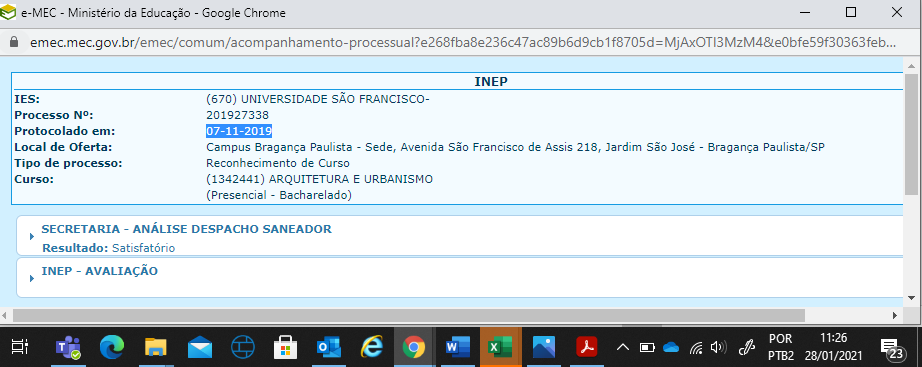 e-MEC - Ministério da Educação - Google Chrome
emec.mec.gov.br/emec/comum/acompanhamento-processual?e268fba8e236c47ac89b6d9cb1f8705d=MjAxOTI3MzM4&e0bfe59f30363feb...
INEP
IES: (670) UNIVERSIDADE SÃO FRANCISCO-
Processo Nº: 201927338
Protocolado em: 07-11-2019
Local de Oferta: Campus Bragança Paulista - Sede, Avenida São Francisco de Assis 218, Jardim São José - Bragança Paulista/SP
Tipo de processo: Reconhecimento de Curso
Curso: (1342441) ARQUITETURA E URBANISMO
(Presencial - Bacharelado)
SECRETARIA - ANÁLISE DESPACHO SANEADOR
Resultado: Satisfatório
INEP - AVALIAÇÃO
POR 11:26
PTB2 28/01/2021
23